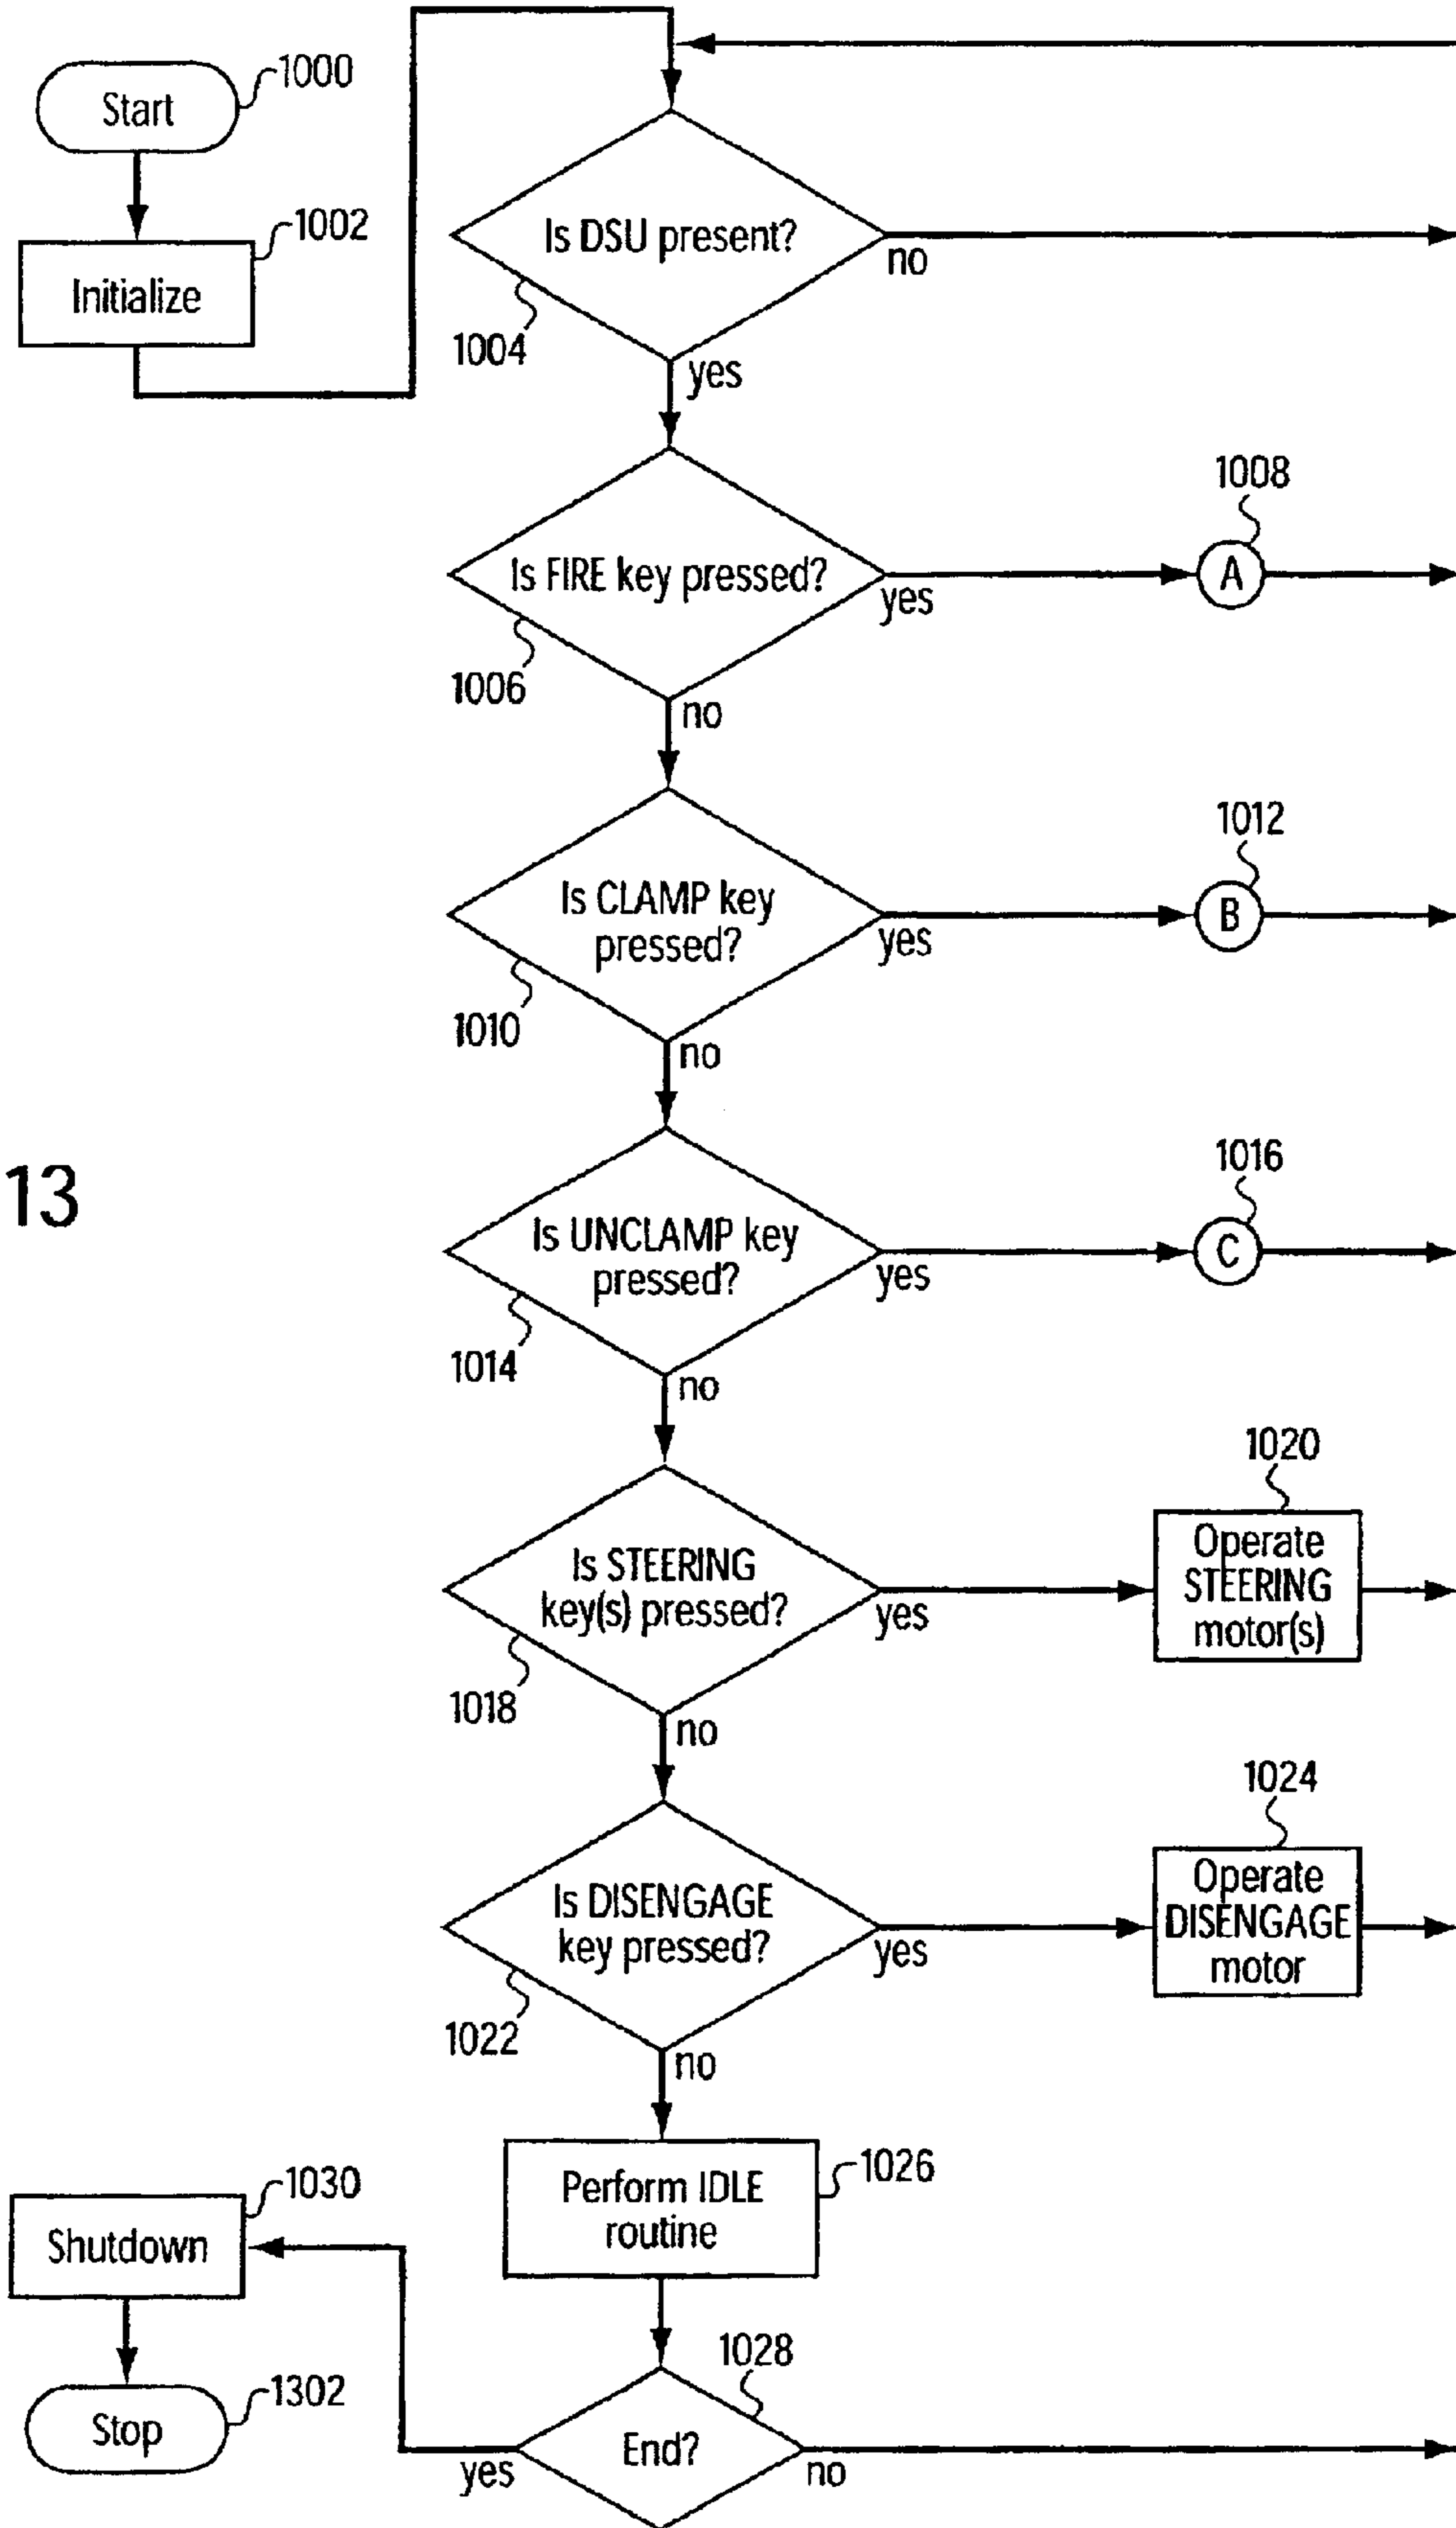 Start
1000
Initialize
1002
Is DSU present?
no
1004
yes
Is FIRE key pressed?
yes
1006
no
1008
A
Is CLAMP key
pressed?
yes
1010
no
1012
B
13
Is UNCLAMP key
pressed?
yes
1014
no
1016
C
Is STEERING
key(s) pressed?
yes
1018
no
1020
Operate
STEERING
motor(s)
Is DISENGAGE
key pressed?
yes
1022
no
1024
Operate
DISENGAGE
motor
Perform IDLE
routine
1026
1030
Shutdown
1302
Stop
1028
End?
yes
no